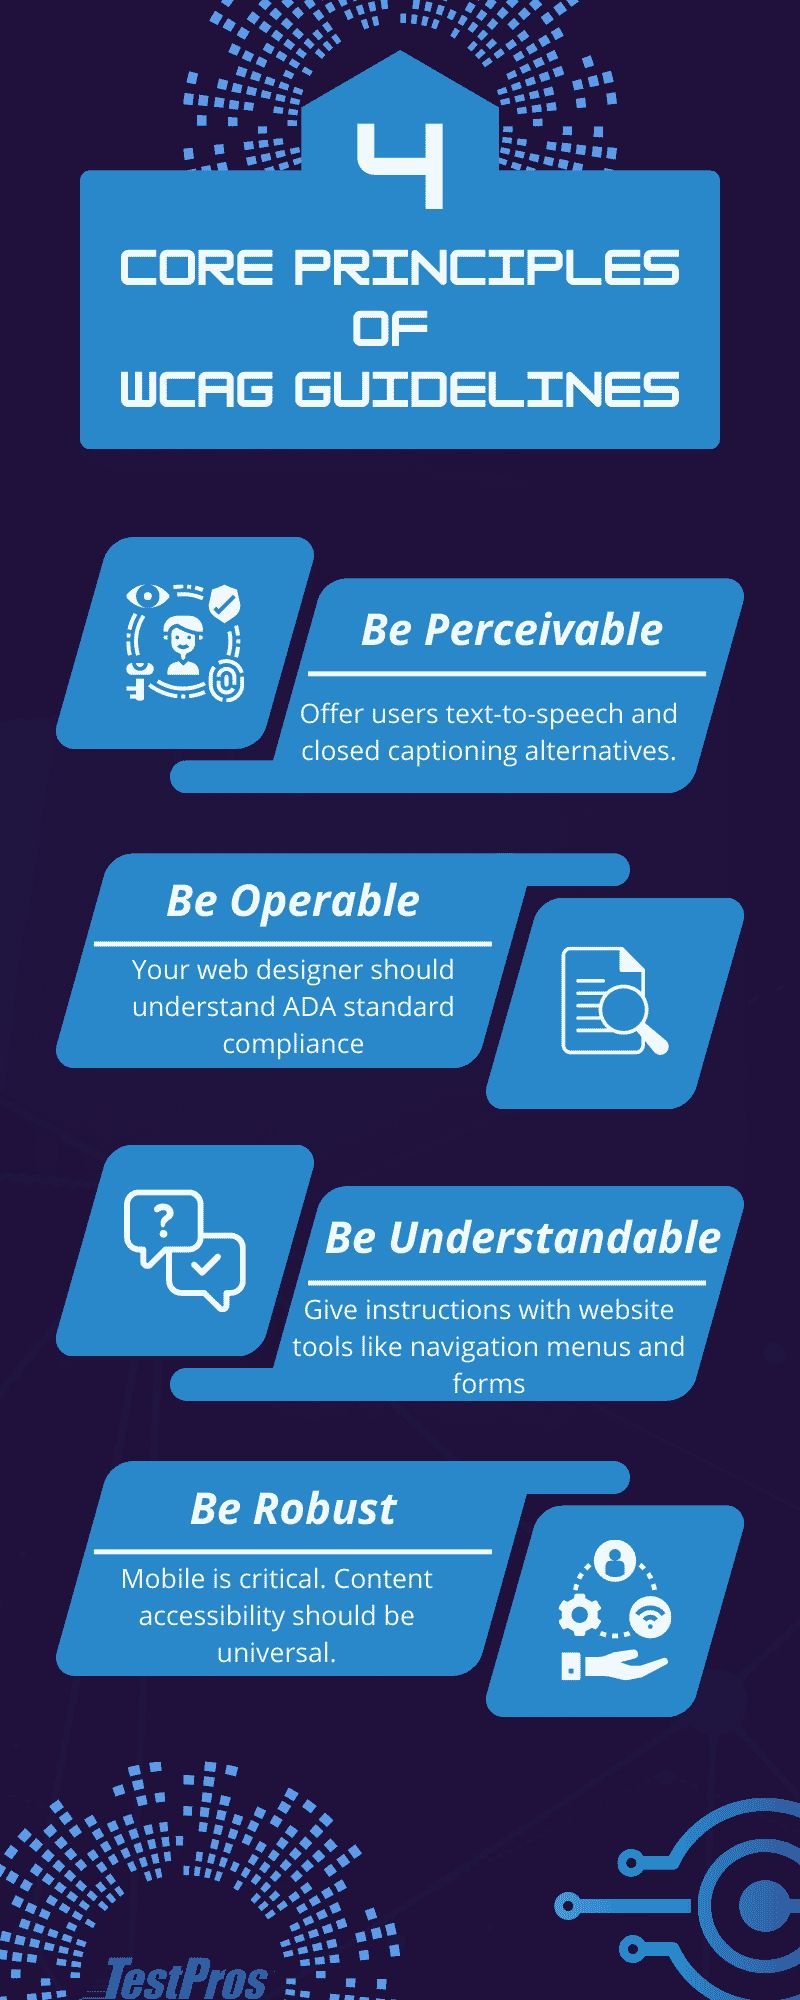 4
CORE PRINCIPLES
OF
WCAG GUIDELINES
Be Perceivable
Offer users text-to-speech and
closed captioning alternatives.
Be Operable
Your web designer should
understand ADA standard
compliance
?
Be Understandable
Give instructions with website
tools like navigation menus and
forms
Be Robust
Mobile is critical. Content
accessibility should be
universal.
TestPros